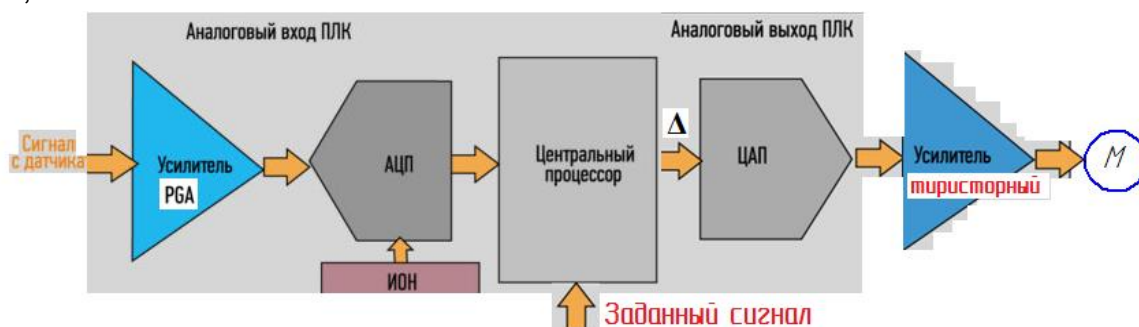 Аналоговый вход ПЛК
Аналоговый выход ПЛК
Сигнал
с датчика
Усилитель
PGA
АЦП
ИОН
Центральный
процессор
Δ
ЦАП
Усилитель
тиристорный
М
Заданный сигнал